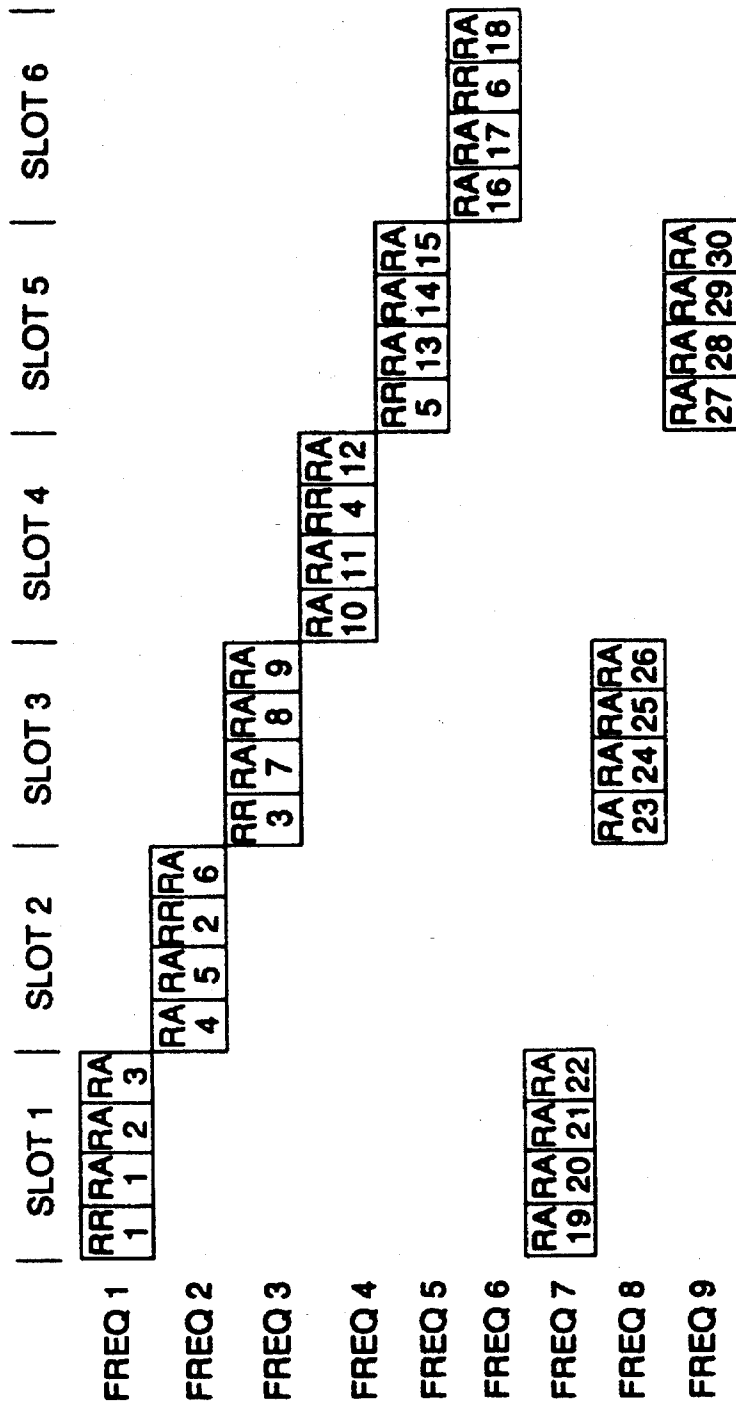 SLOT 1 | SLOT 2 | SLOT 3 | SLOT 4 | SLOT 5 | SLOT 6
FREQ 1
RR RA RA RA
1 1 2 3
FREQ 2
RA RA RR RA
4 5 2 6
FREQ 3
RR RA RA RA
3 7 8 9
FREQ 4
RA RA RR RA
10 11 4 12
FREQ 5
RR RA RA RA
5 13 14 15
FREQ 6
RA RA RR RA
16 17 6 18
FREQ 7
RA RA RA RA
19 20 21 22
FREQ 8
RA RA RA RA
23 24 25 26
FREQ 9
RA RA RA RA
27 28 29 30